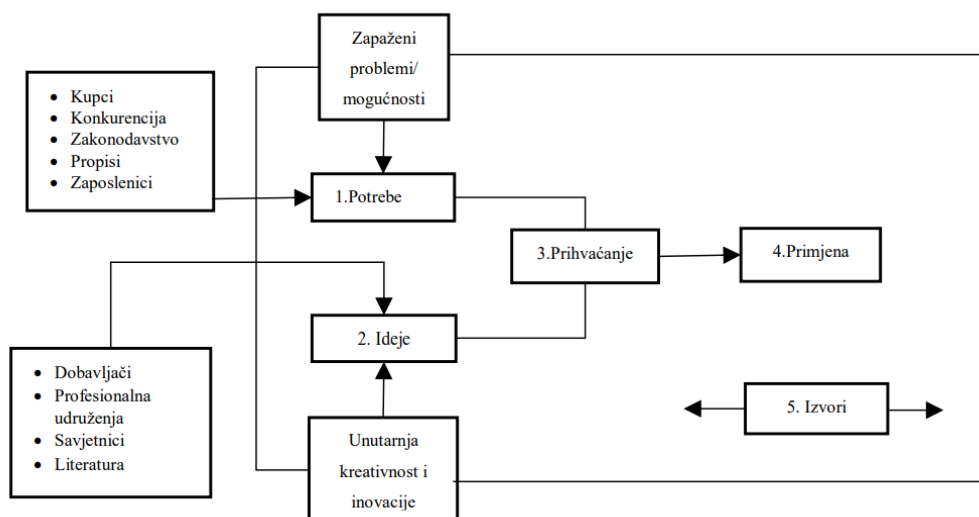 Zapaženi
problemi/
mogućnosti
• Kupci
• Konkurencija
• Zakonodavstvo
• Propisi
• Zaposlenici
1.Potrebe
3.Prihvaćanje
4.Primjena
2. Ideje
• Dobavljači
• Profesionalna
udruženja
• Savjetnici
• Literatura
5. Izvori
Unutarnja
kreativnost i
inovacije